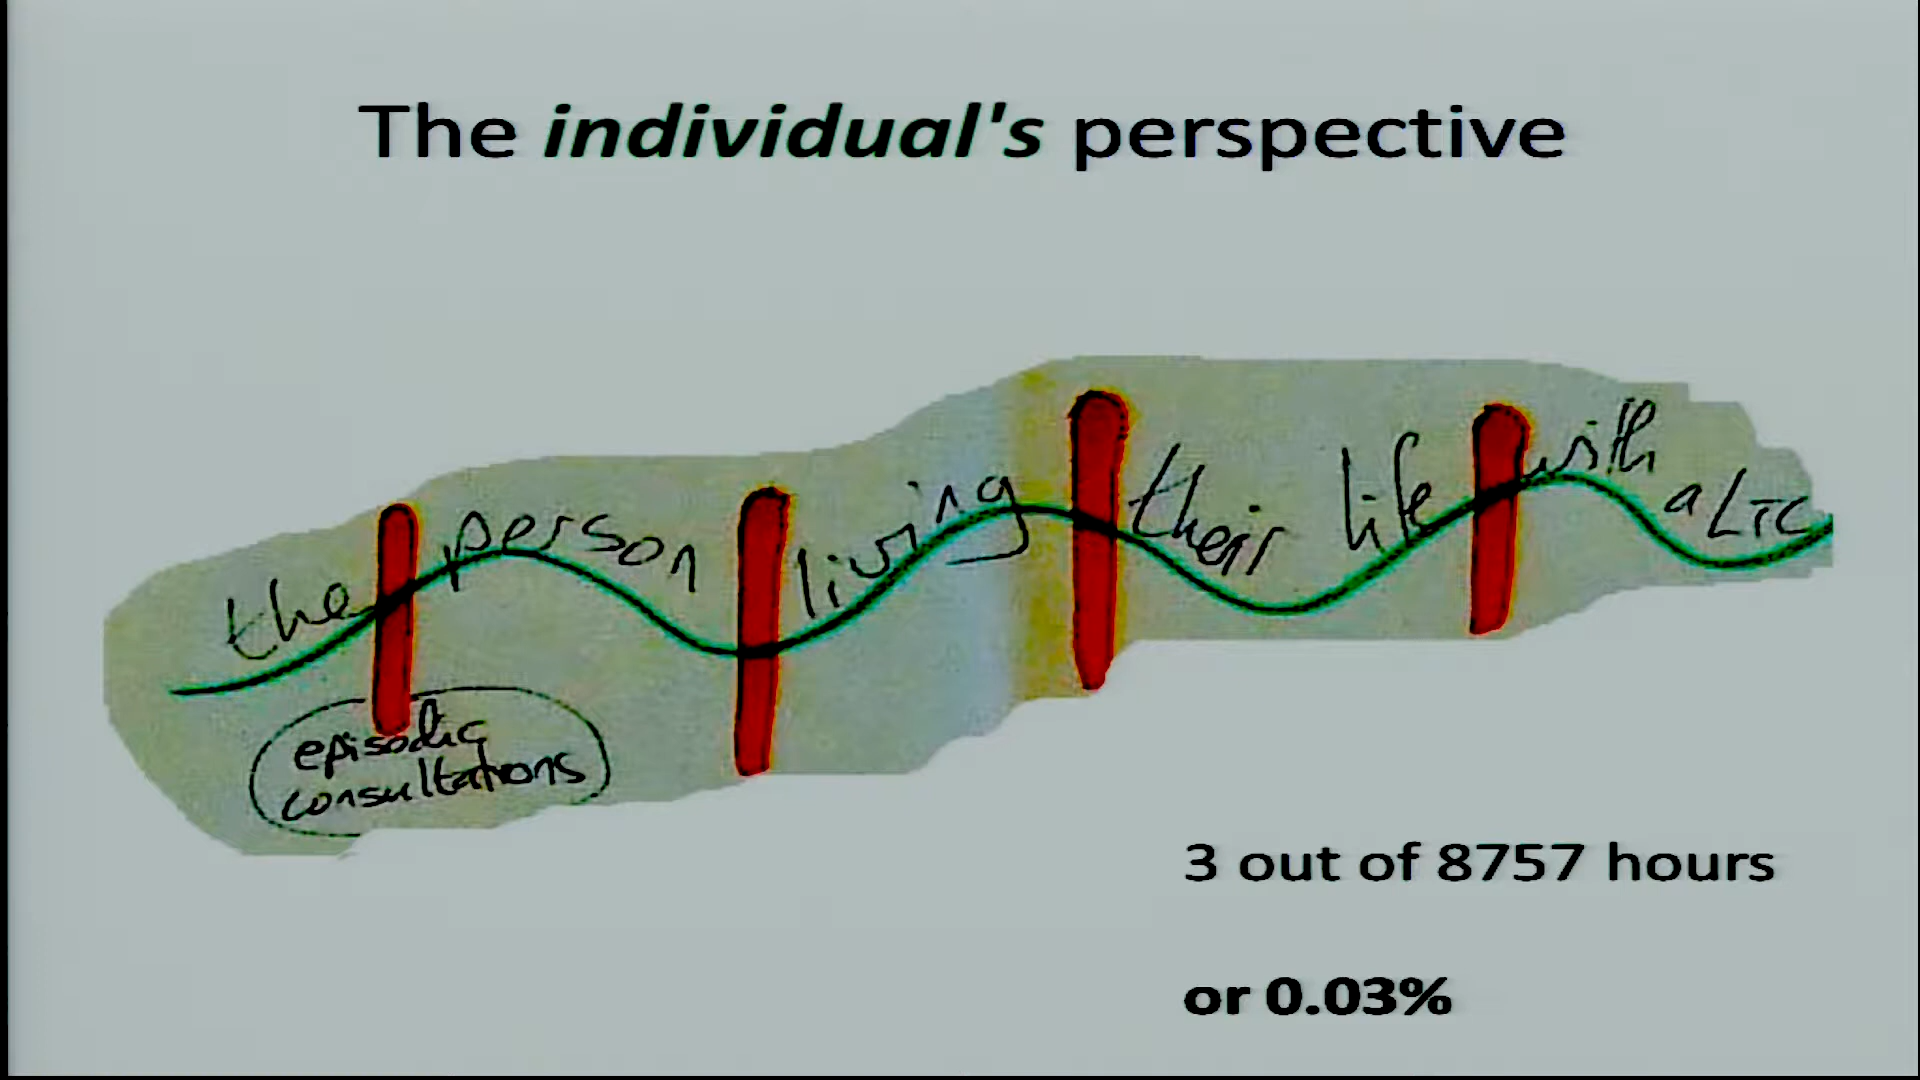 The individual's perspective
the person living their life with a LTC
episodic consultations
3 out of 8757 hours
or 0.03%